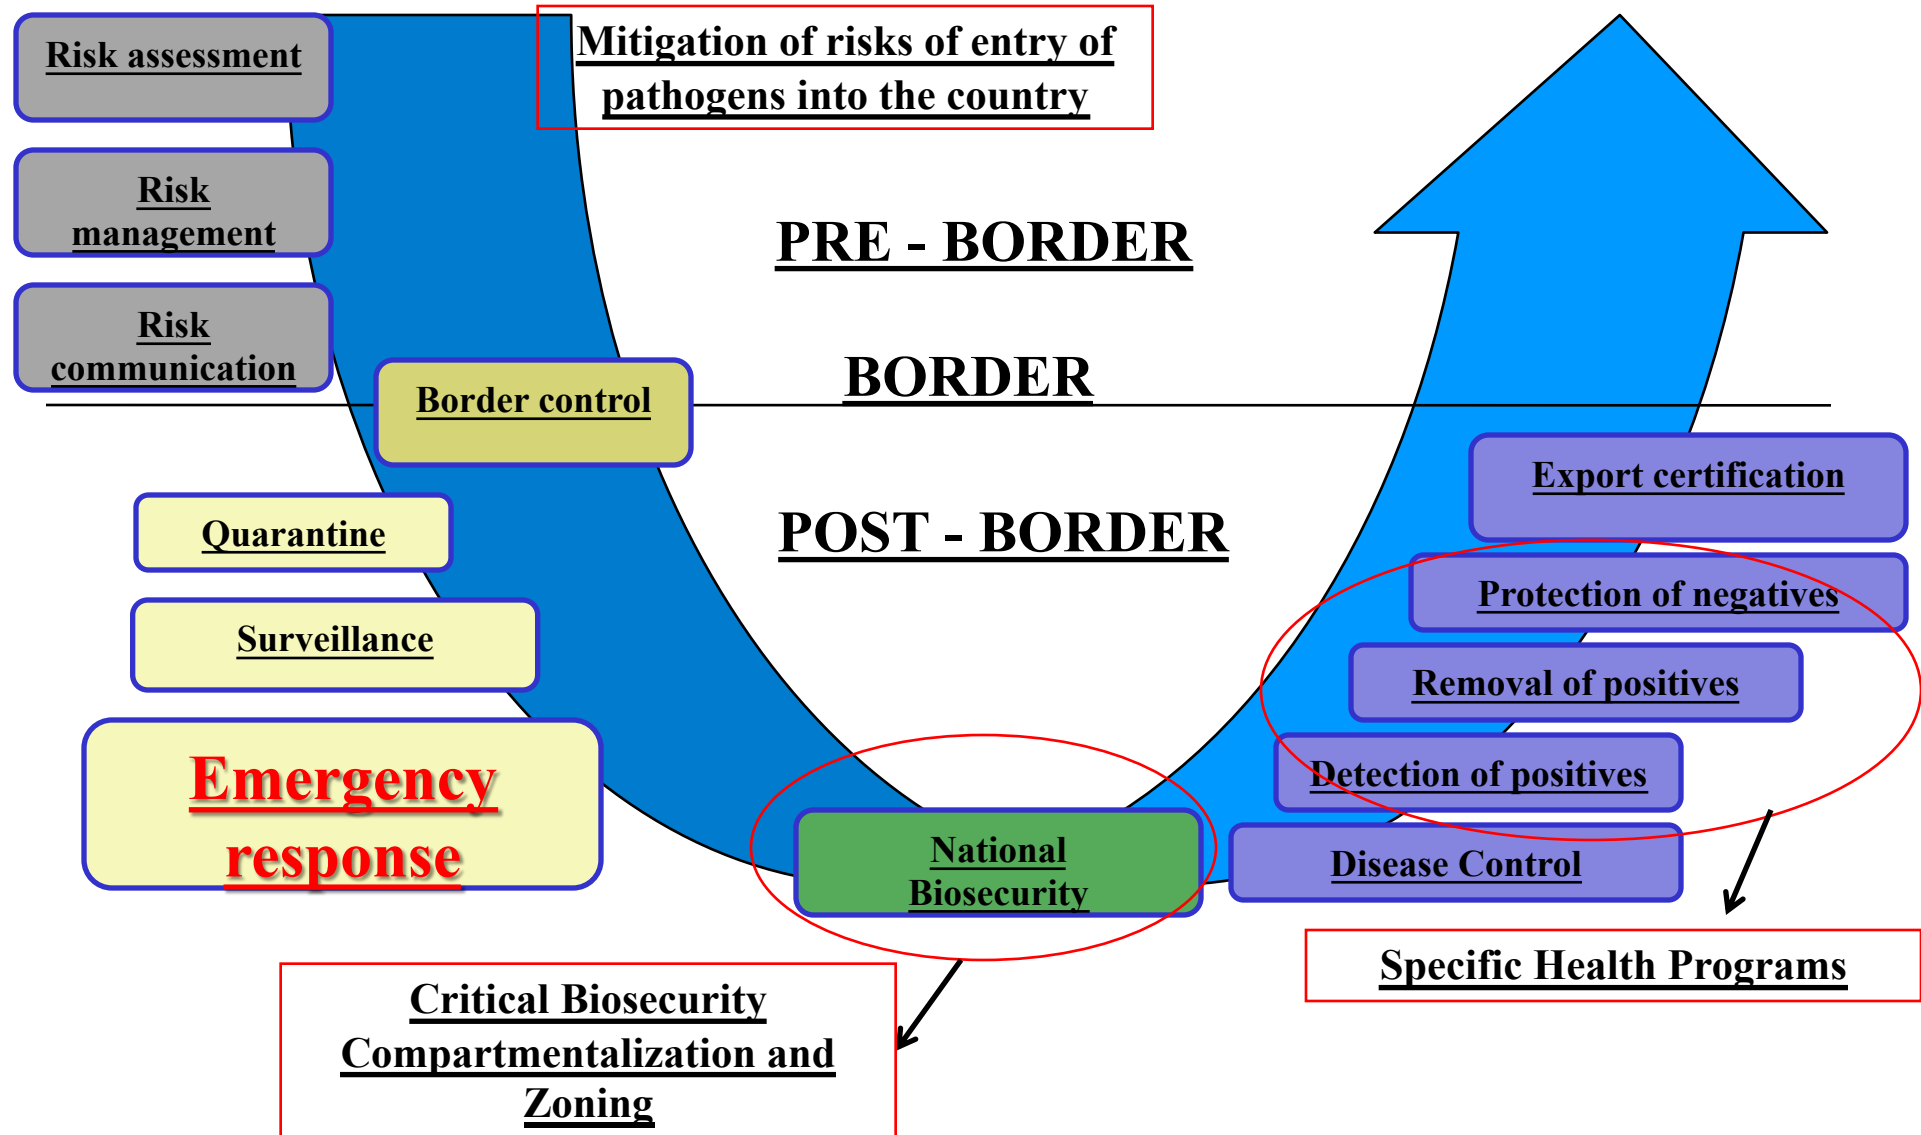 Risk assessment
Mitigation of risks of entry of
pathogens into the country
Risk
management
PRE - BORDER
Risk
communication
BORDER
Border control
Export certification
Quarantine
POST - BORDER
Protection of negatives
Surveillance
Removal of positives
Emergency
response
Detection of positives
National
Biosecurity
Disease Control
Specific Health Programs
Critical Biosecurity
Compartmentalization and
Zoning